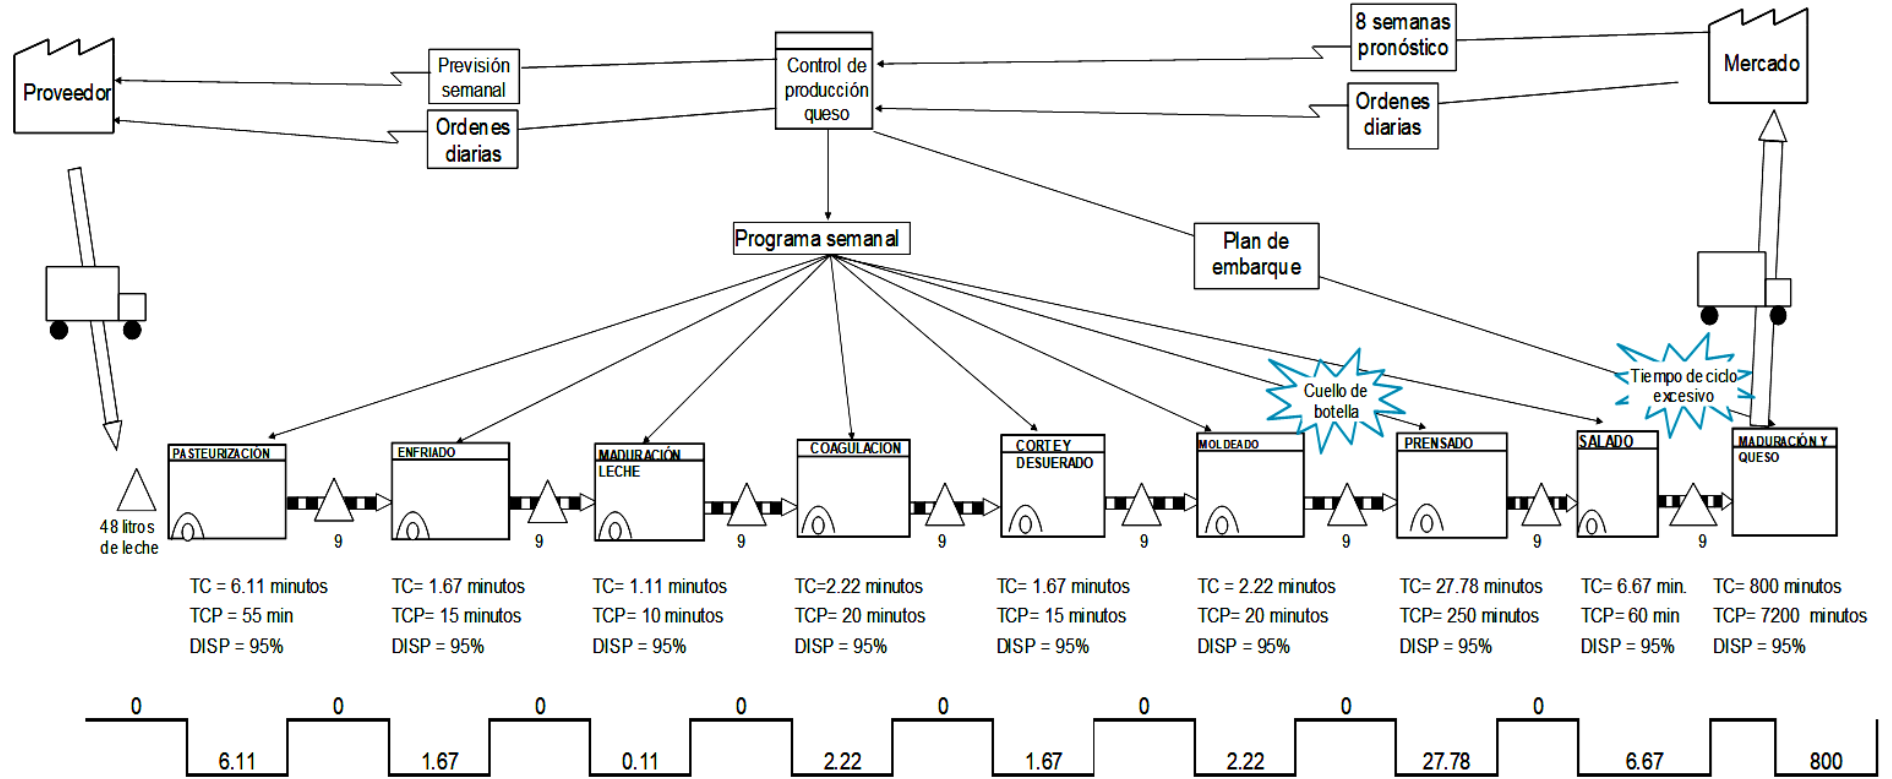 8 semanas
pronóstico
Mercado
Proveedor
Previsión
semanal
Control de
producción
queso
Ordenes
diarias
Ordenes
diarias
Programa semanal
Plan de
embarque
Cuello de
botella
Tiempo de ciclo
excesivo
PASTEURIZACIÓN
ENFRIADO
MADURACIÓN
LECHE
COAGULACION
CORTE Y
DESUERADO
MOLDEADO
PRENSADO
SALADO
MADURACIÓN Y
QUESO
48 litros
de leche
9
9
9
9
9
9
9
9
TC = 6.11 minutos
TCP = 55 min
DISP = 95%
TC= 1.67 minutos
TCP= 15 minutos
DISP = 95%
TC= 1.11 minutos
TCP= 10 minutos
DISP = 95%
TC=2.22 minutos
TCP= 20 minutos
DISP = 95%
TC= 1.67 minutos
TCP= 15 minutos
DISP = 95%
TC = 2.22 minutos
TCP= 20 minutos
DISP = 95%
TC= 27.78 minutos
TCP= 250 minutos
DISP = 95%
TC= 6.67 min.
TCP= 60 min
DISP = 95%
TC= 800 minutos
TCP= 7200 minutos
DISP = 95%
0
0
0
0
0
0
0
0
6.11
1.67
0.11
2.22
1.67
2.22
27.78
6.67
800